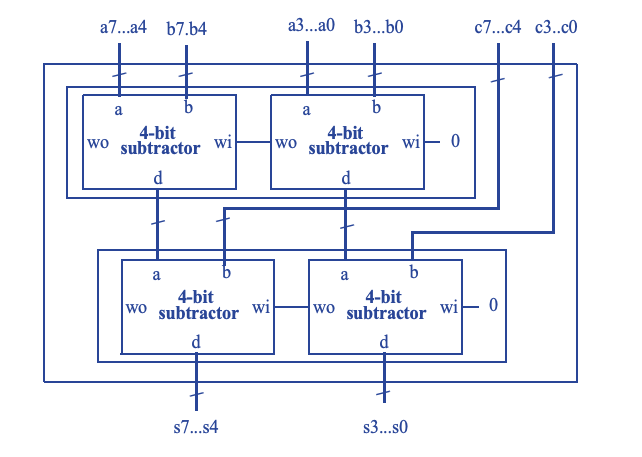 a7...a4 b7.b4 a3...a0 b3...b0 c7...c4 c3..c0
a b a b
4-bit 4-bit
wo subtractor wi wo subtractor wi 0
d d
a b a b
4-bit 4-bit
wo subtractor wi wo subtractor wi 0
d d
s7...s4 s3...s0